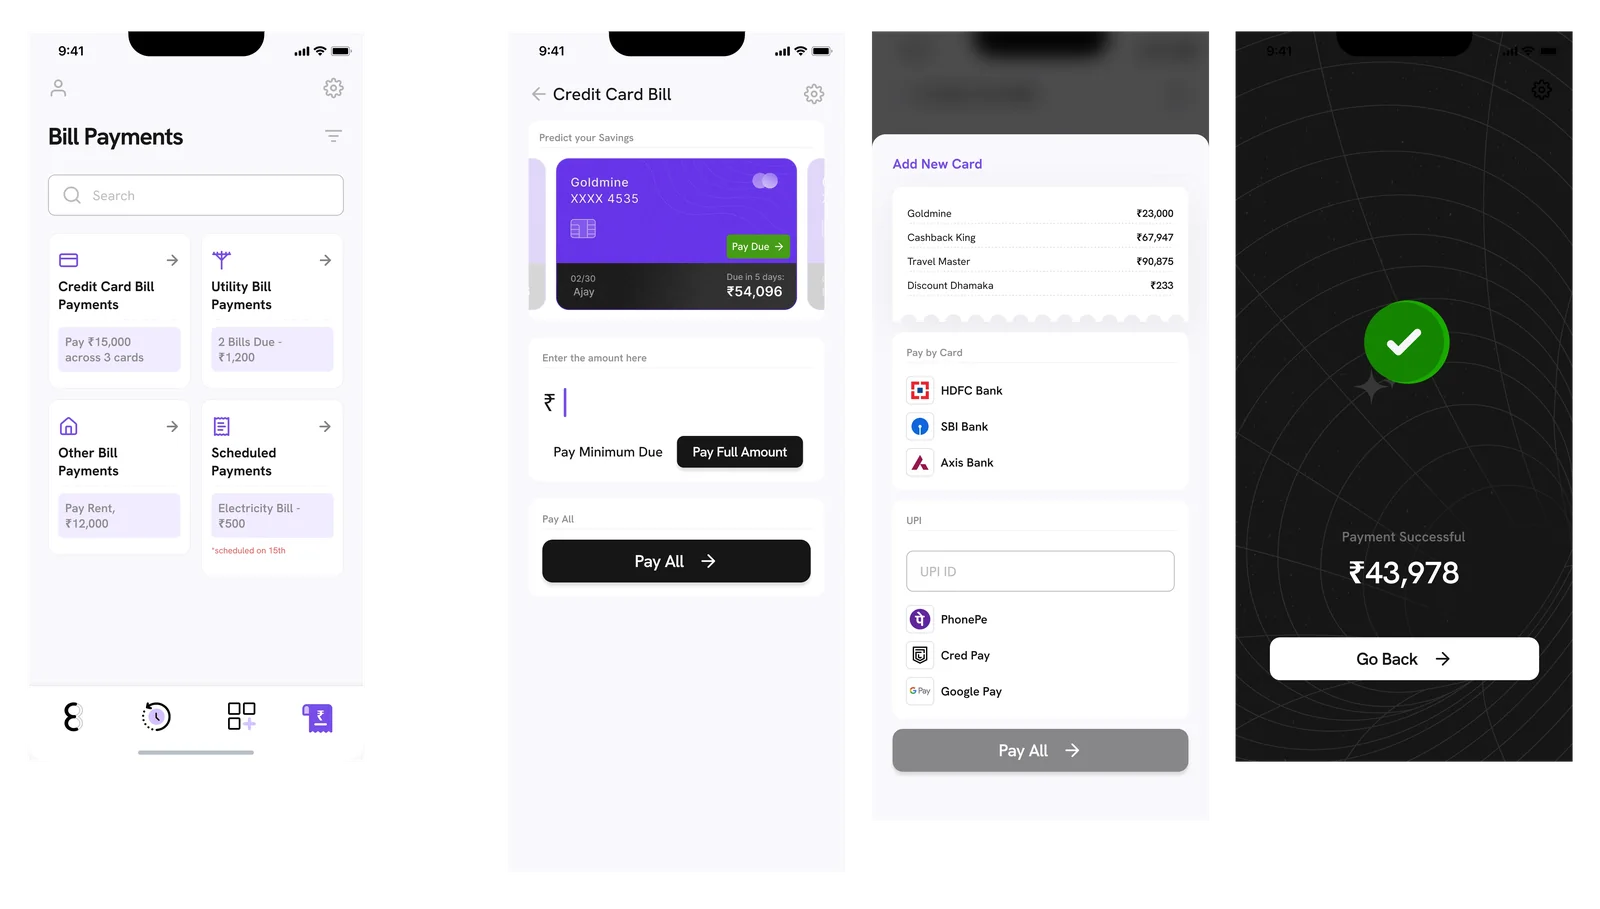 9:41
Bill Payments
Search
Credit Card Bill
Payments
Pay ₹15,000
across 3 cards
Utility Bill
Payments
2 Bills Due -
₹1,200
Other Bill
Payments
Pay Rent,
₹12,000
Scheduled
Payments
Electricity Bill -
₹500
*scheduled on 15th
9:41
Credit Card Bill
Predict your Savings
Goldmine
XXXX 4535
Pay Due
02/30
Ajay
Due in 5 days:
₹54,096
Enter the amount here
₹
Pay Minimum Due
Pay Full Amount
Pay All
Pay All
Add New Card
Goldmine ₹23,000
Cashback King ₹67,947
Travel Master ₹90,875
Discount Dhamaka ₹233
Pay by Card
HDFC Bank
SBI Bank
Axis Bank
UPI
UPI ID
पे PhonePe
Cred Pay
G Pay Google Pay
Pay All
9:41
Payment Successful
₹43,978
Go Back